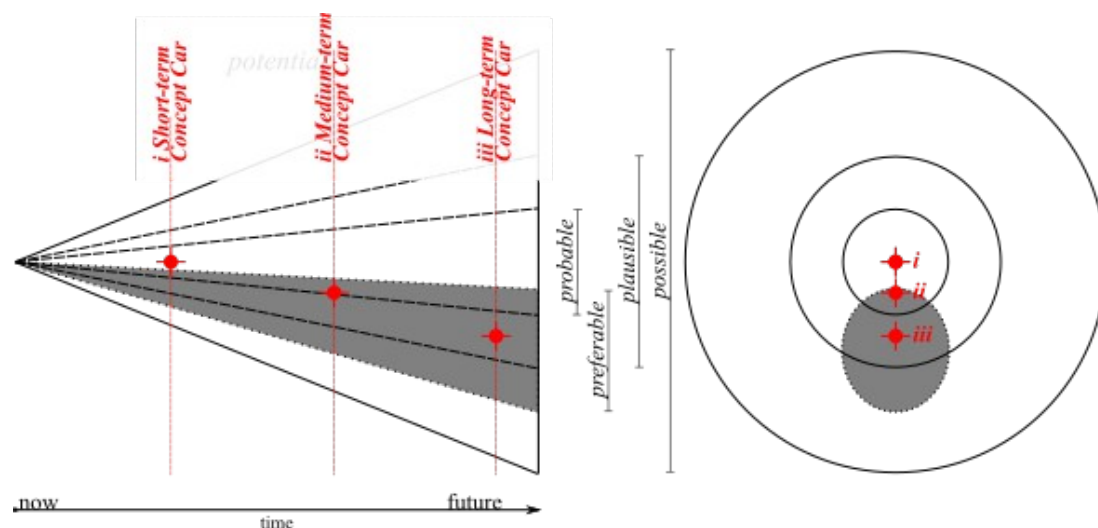 potential
i Short-term
Concept Car
ii Medium-term
Concept Car
iii Long-term
Concept Car
probable
preferable
plausible
possible
i
ii
iii
now
future
time